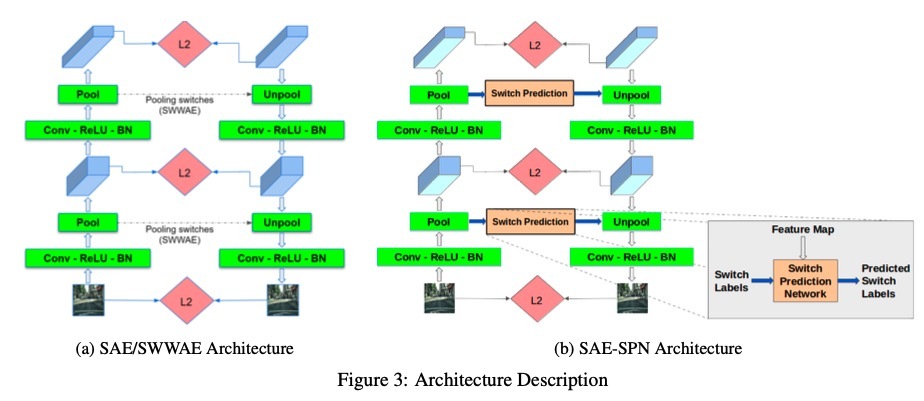 L2
Pool
Pooling switches
(SWWAE)
Unpool
Conv - ReLU - BN
Conv - ReLU - BN
L2
Pool
Pooling switches
(SWWAE)
Unpool
Conv - ReLU - BN
Conv - ReLU - BN
L2
(a) SAE/SWWAE Architecture
L2
Pool
Switch Prediction
Unpool
Conv - ReLU - BN
Conv - ReLU - BN
L2
Pool
Switch Prediction
Unpool
Conv - ReLU - BN
Conv - ReLU - BN
L2
Feature Map
Switch
Labels
Switch
Prediction
Network
Predicted
Switch
Labels
(b) SAE-SPN Architecture
Figure 3: Architecture Description